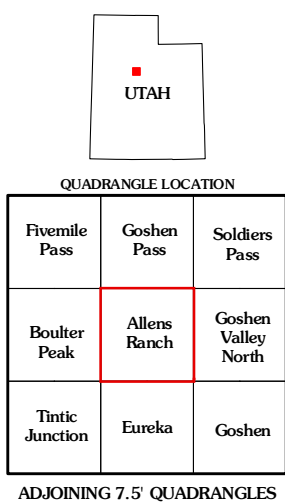 UTAH
QUADRANGLE LOCATION
Fivemile
Pass
Goshen
Pass
Soldiers
Pass
Boulter
Peak
Allens
Ranch
Goshen
Valley
North
Tintic
Junction
Eureka
Goshen
ADJOINING 7.5' QUADRANGLES